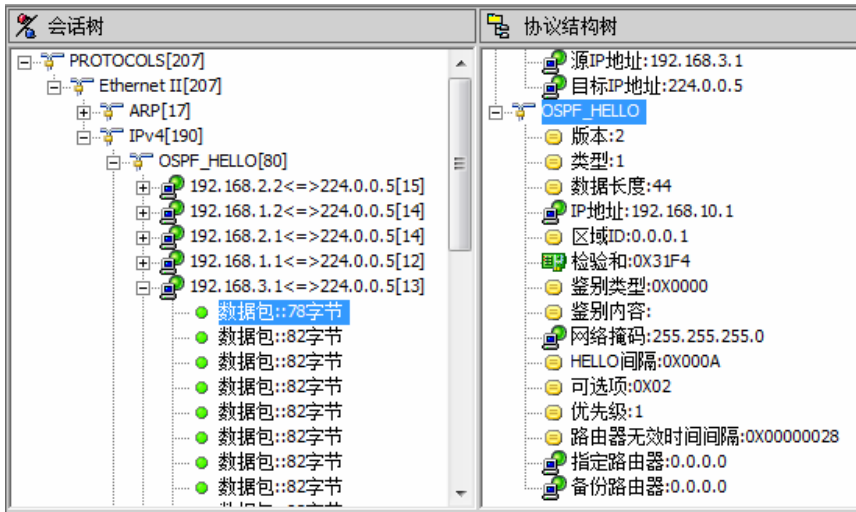 会话树
PROTOCOLS[207]
Ethernet II[207]
ARP[17]
IPv4[190]
OSPF_HELLO[80]
192.168.2.2<=>224.0.0.5[15]
192.168.1.2<=>224.0.0.5[14]
192.168.2.1<=>224.0.0.5[14]
192.168.1.1<=>224.0.0.5[12]
192.168.3.1<=>224.0.0.5[13]
数据包::78字节
数据包::82字节
数据包::82字节
数据包::82字节
数据包::82字节
数据包::82字节
数据包::82字节
数据包::82字节
协议结构树
源IP地址:192.168.3.1
目标IP地址:224.0.0.5
OSPF_HELLO
版本:2
类型:1
数据长度:44
IP地址:192.168.10.1
区域ID:0.0.0.1
检验和:0X31F4
鉴别类型:0X0000
鉴别内容:
网络掩码:255.255.255.0
HELLO间隔:0X000A
可选项:0X02
优先级:1
路由器无效时间间隔:0X00000028
指定路由器:0.0.0.0
备份路由器:0.0.0.0